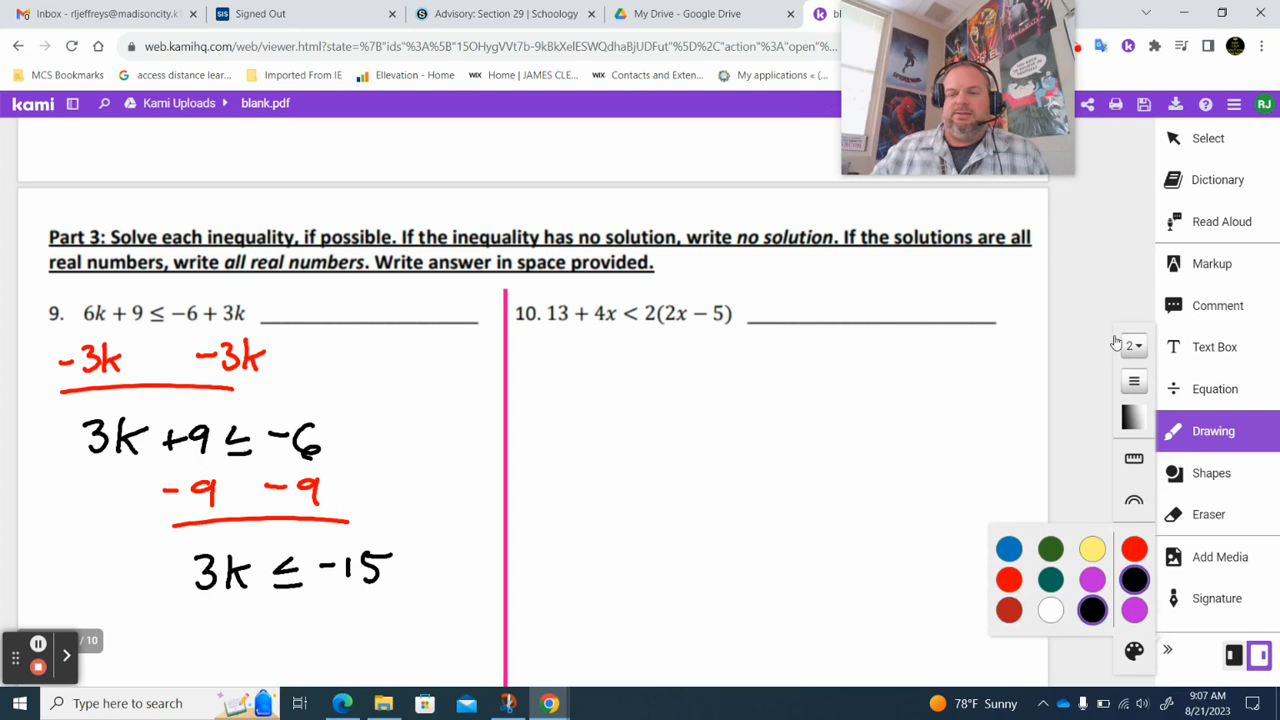 Inbox - rljeffreys@madisoncity.k
Signed Out
Advisory: Section 29 | Schoology
My Drive - Google Drive
web.kamihq.com/web/viewer.html?state=%7B"ids"%3A%5B"15OHygVVt7b-9kBkXelESWQdhaBjUDFut"%5D%2C"action"%3A"open"...
MCS Bookmarks
access distance lear...
Imported From IE
Ellevation - Home
Home | JAMES CLE...
Contacts and Exten...
My applications « (...
kami
Kami Uploads
blank.pdf
RJ
Part 3: Solve each inequality, if possible. If the inequality has no solution, write no solution. If the solutions are all
real numbers, write all real numbers. Write answer in space provided.
9. 6k + 9 ≤ −6 + 3k
-3k -3k
3k +9 ≤ -6
-9 -9
3k ≤ -15
10. 13 + 4x < 2(2x − 5)
2
Select
Dictionary
Read Aloud
Markup
Comment
Text Box
Equation
Drawing
Shapes
Eraser
Add Media
Signature
/ 10
Type here to search
78°F Sunny
9:07 AM
8/21/2023